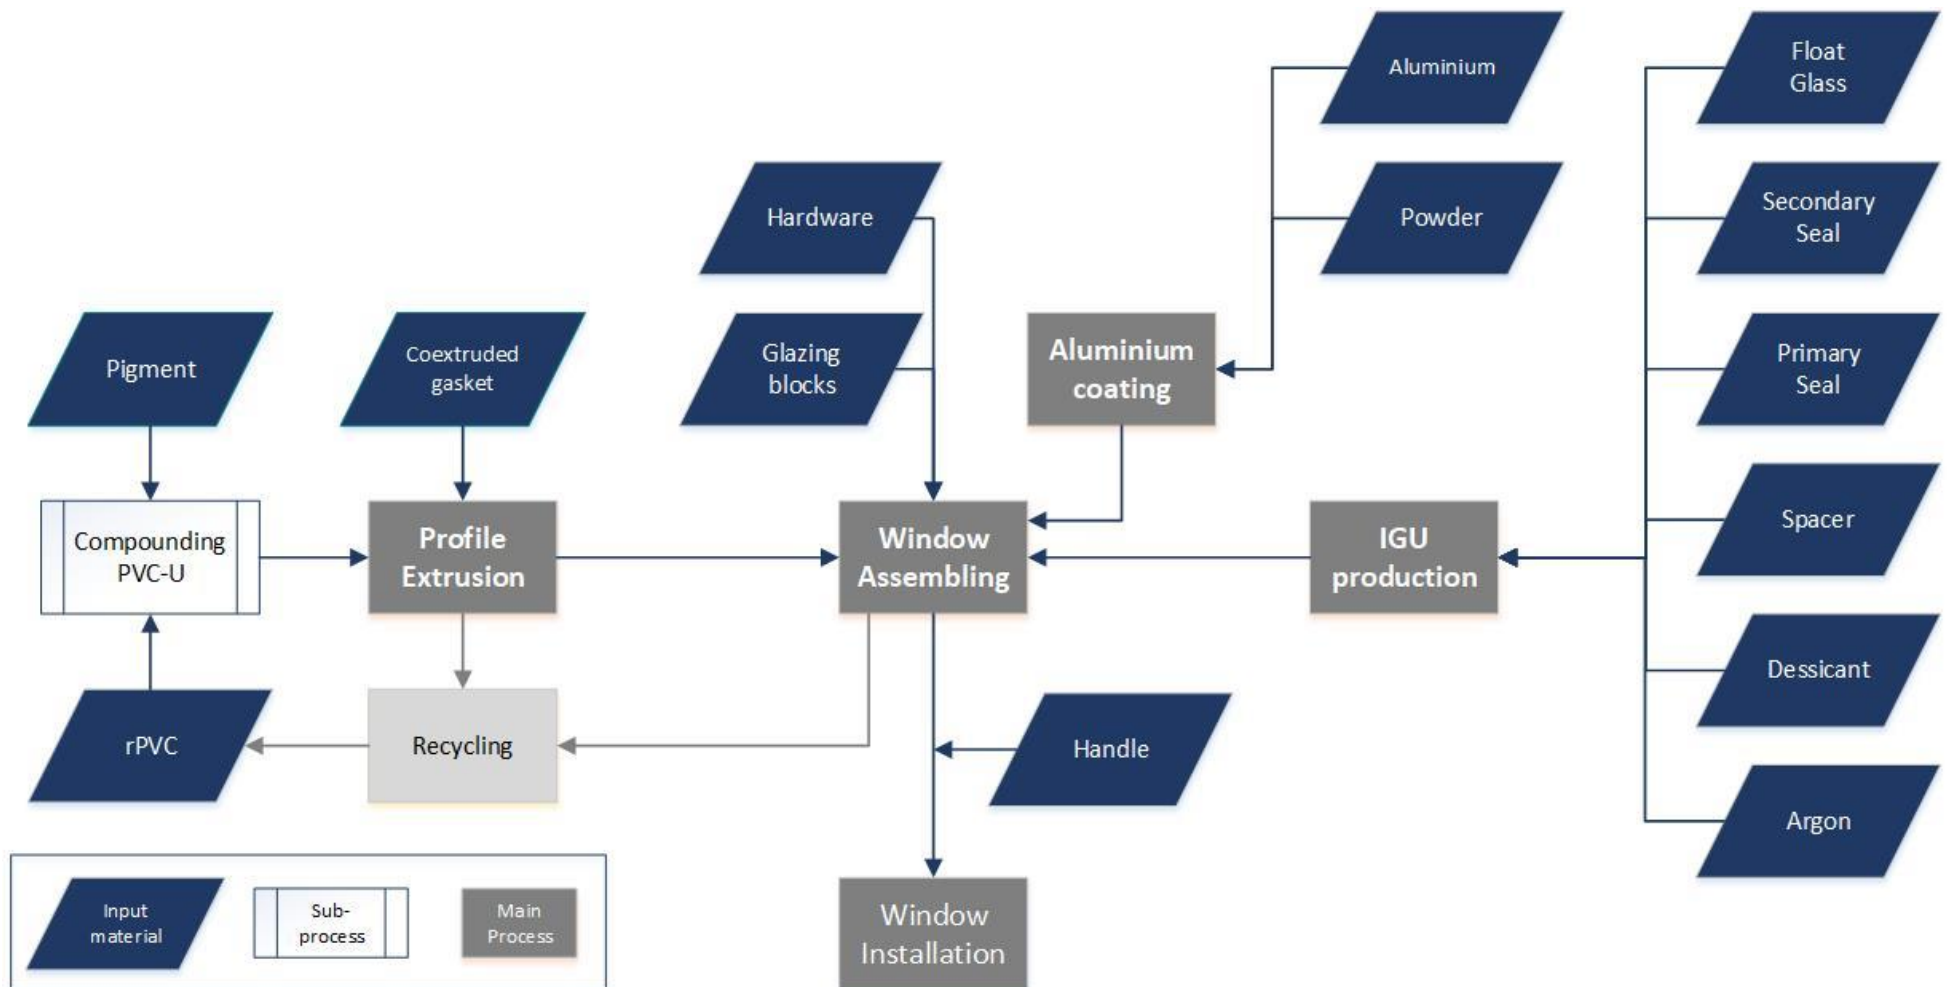 Aluminium
Float
Glass
Hardware
Powder
Secondary
Seal
Pigment
Coextruded
gasket
Glazing
blocks
Aluminium
coating
Primary
Seal
Compounding
PVC-U
Profile
Extrusion
Window
Assembling
IGU
production
Spacer
rPVC
Recycling
Handle
Dessicant
Argon
Input
material
Sub-
process
Main
Process
Window
Installation